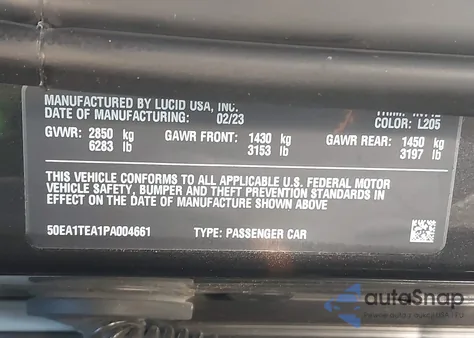 MANUFACTURED BY LUCID USA, INC.
DATE OF MANUFACTURING: 02/23 COLOR: L205
GVWR: 2850 kg GAWR FRONT: 1430 kg GAWR REAR: 1450 kg
6283 lb 3153 lb 3197 lb
THIS VEHICLE CONFORMS TO ALL APPLICABLE U.S. FEDERAL MOTOR
VEHICLE SAFETY, BUMPER AND THEFT PREVENTION STANDARDS IN
EFFECT ON THE DATE OF MANUFACTURE SHOWN ABOVE
50EA1TEA1PA004661 TYPE: PASSENGER CAR
autoSnap